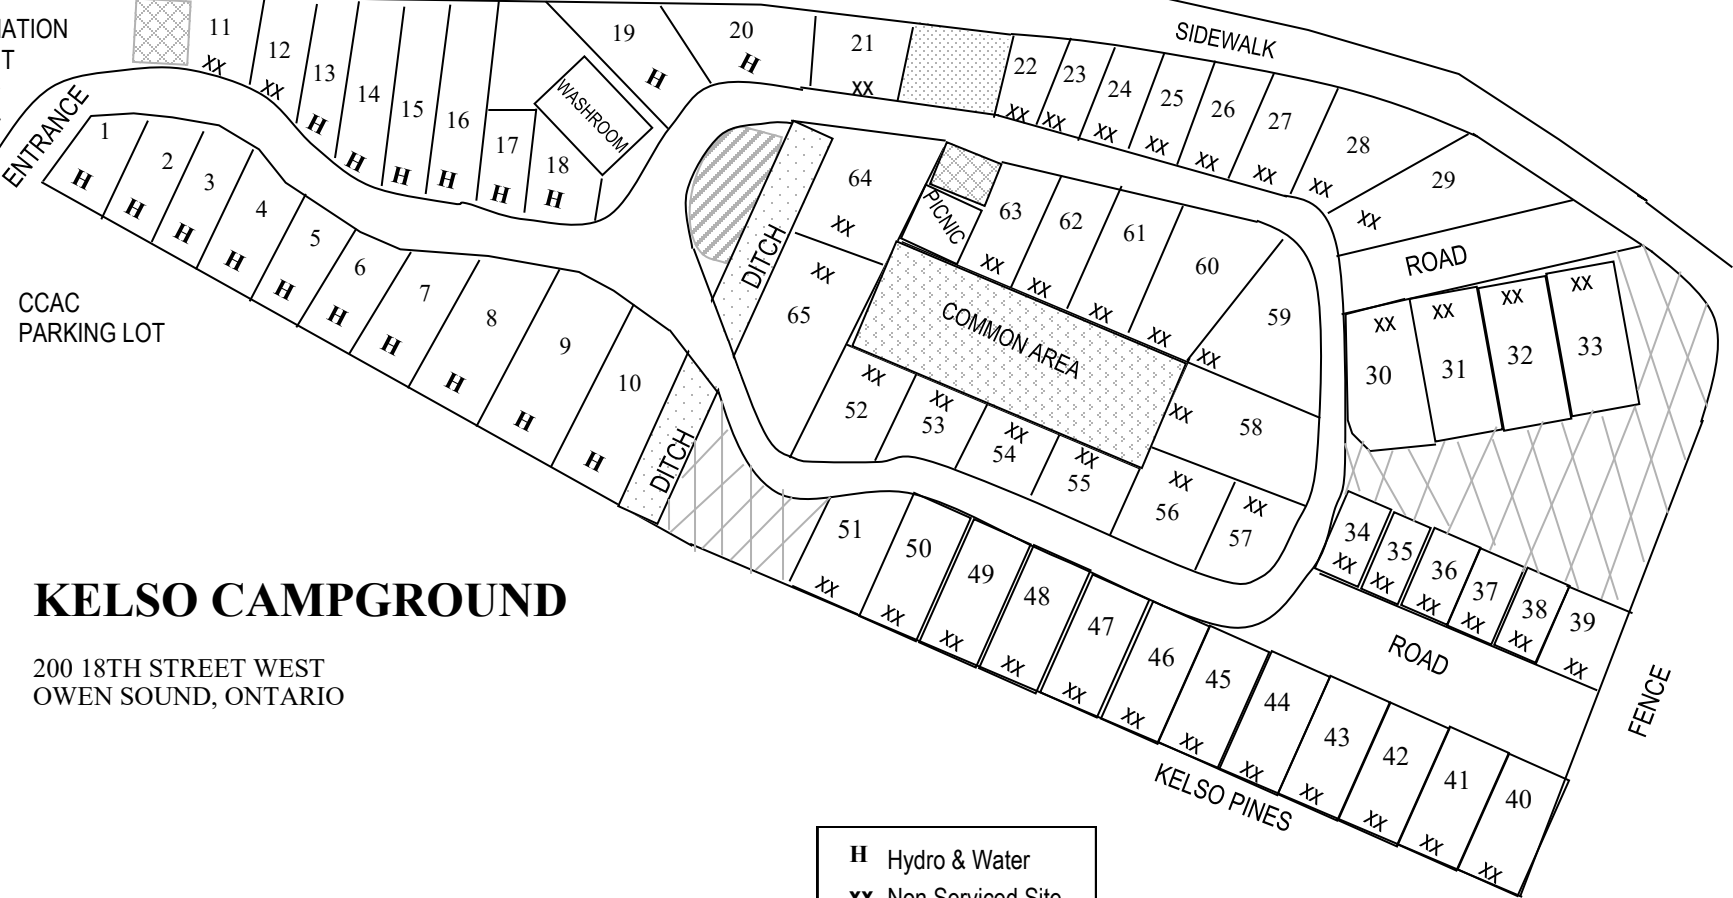 IATION
T
ENTRANCE
11
XX
12
XX
13
H
14
H
15
H
16
H
17
H
18
H
WASHROOM
19
H
20
H
21
XX
22
XX
23
XX
24
XX
25
XX
26
XX
27
XX
28
XX
29
XX
SIDEWALK
ROAD
30
XX
31
XX
32
XX
33
XX
1
H
2
H
3
H
4
H
5
H
6
H
7
H
8
H
9
H
10
H
DITCH
DITCH
64
XX
65
XX
PICNIC
63
XX
62
XX
61
XX
60
XX
59
XX
58
XX
COMMON AREA
52
XX
53
XX
54
XX
55
XX
56
XX
57
XX
CCAC
PARKING LOT
34
XX
35
XX
36
XX
37
XX
38
XX
39
XX
ROAD
FENCE
51
XX
50
XX
49
XX
48
XX
47
XX
46
XX
45
XX
44
XX
43
XX
42
XX
41
XX
40
XX
KELSO PINES
KELSO CAMPGROUND
200 18TH STREET WEST
OWEN SOUND, ONTARIO
H Hydro & Water
XX Non Serviced Site